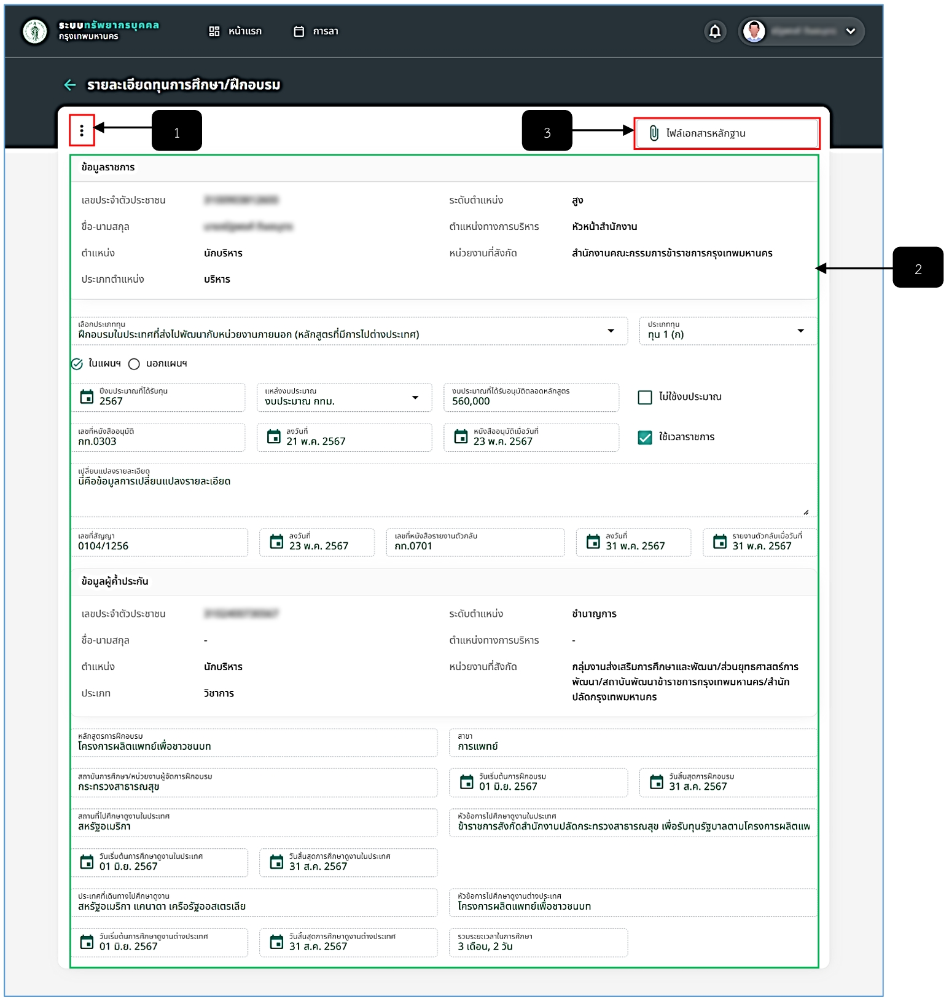 ระบบทรัพยากรบุคคล
กรุงเทพมหานคร
หน้าแรก
การลา
รายละเอียดทุนการศึกษา/ฝึกอบรม
1
3
ไฟล์เอกสารหลักฐาน
ข้อมูลราชการ
เลขประจำตัวประชาชน
ระดับตำแหน่ง สูง
ชื่อ-นามสกุล
ตำแหน่งทางการบริหาร หัวหน้าสำนักงาน
ตำแหน่ง นักบริหาร
หน่วยงานที่สังกัด สำนักงานคณะกรรมการข้าราชการกรุงเทพมหานคร
2
ประเภทตำแหน่ง บริหาร
เลือกประเภททุน
ฝึกอบรมในประเทศที่ส่งไปพัฒนากับหน่วยงานภายนอก (หลักสูตรที่มีการไปต่างประเทศ)
ประเภททุน
ทุน 1 (ก)
ในแผนฯ นอกแผนฯ
ปีงบประมาณที่ได้รับทุน
2567
แหล่งงบประมาณ
งบประมาณ กทม.
งบประมาณที่ได้รับอนุมัติตลอดหลักสูตร
560,000
ไม่ใช้งบประมาณ
เลขที่หนังสืออนุมัติ
กท.0303
ลงวันที่
21 พ.ค. 2567
หนังสืออนุมัติเมื่อวันที่
23 พ.ค. 2567
ใช้เวลาราชการ
เปลี่ยนแปลงรายละเอียด
นี่คือข้อมูลการเปลี่ยนแปลงรายละเอียด
เลขที่สัญญา
0104/1256
ลงวันที่
23 พ.ค. 2567
เลขที่หนังสือรายงานตัวกลับ
กท.0701
ลงวันที่
31 พ.ค. 2567
รายงานตัวกลับเมื่อวันที่
31 พ.ค. 2567
ข้อมูลผู้ค้ำประกัน
เลขประจำตัวประชาชน
ระดับตำแหน่ง ชำนาญการ
ชื่อ-นามสกุล -
ตำแหน่งทางการบริหาร -
ตำแหน่ง นักบริหาร
หน่วยงานที่สังกัด กลุ่มงานส่งเสริมการศึกษาและพัฒนา/ส่วนยุทธศาสตร์การ
พัฒนา/สถาบันพัฒนาข้าราชการกรุงเทพมหานคร/สำนัก
ปลัดกรุงเทพมหานคร
ประเภท วิชาการ
หลักสูตรการฝึกอบรม
โครงการผลิตแพทย์เพื่อชาวชนบท
สาขา
การแพทย์
สถาบันการศึกษา/หน่วยงานผู้จัดการฝึกอบรม
กระทรวงสาธารณสุข
วันเริ่มต้นการฝึกอบรม
01 มิ.ย. 2567
วันสิ้นสุดการฝึกอบรม
31 ส.ค. 2567
สถานที่ไปศึกษาดูงานในประเทศ
สหรัฐอเมริกา
หัวข้อการไปศึกษาดูงานในประเทศ
ข้าราชการสังกัดสำนักงานปลัดกระทรวงสาธารณสุข เพื่อรับทุนรัฐบาลตามโครงการผลิตแพ
วันเริ่มต้นการศึกษาดูงานในประเทศ
01 มิ.ย. 2567
วันสิ้นสุดการศึกษาดูงานในประเทศ
31 ส.ค. 2567
ประเทศที่เดินทางไปศึกษาดูงาน
สหรัฐอเมริกา แคนาดา เครือรัฐออสเตรเลีย
หัวข้อการไปศึกษาดูงานต่างประเทศ
โครงการผลิตแพทย์เพื่อชาวชนบท
วันเริ่มต้นการศึกษาดูงานต่างประเทศ
01 มิ.ย. 2567
วันสิ้นสุดการศึกษาดูงานต่างประเทศ
31 ส.ค. 2567
รวมระยะเวลาในการศึกษา
3 เดือน, 2 วัน